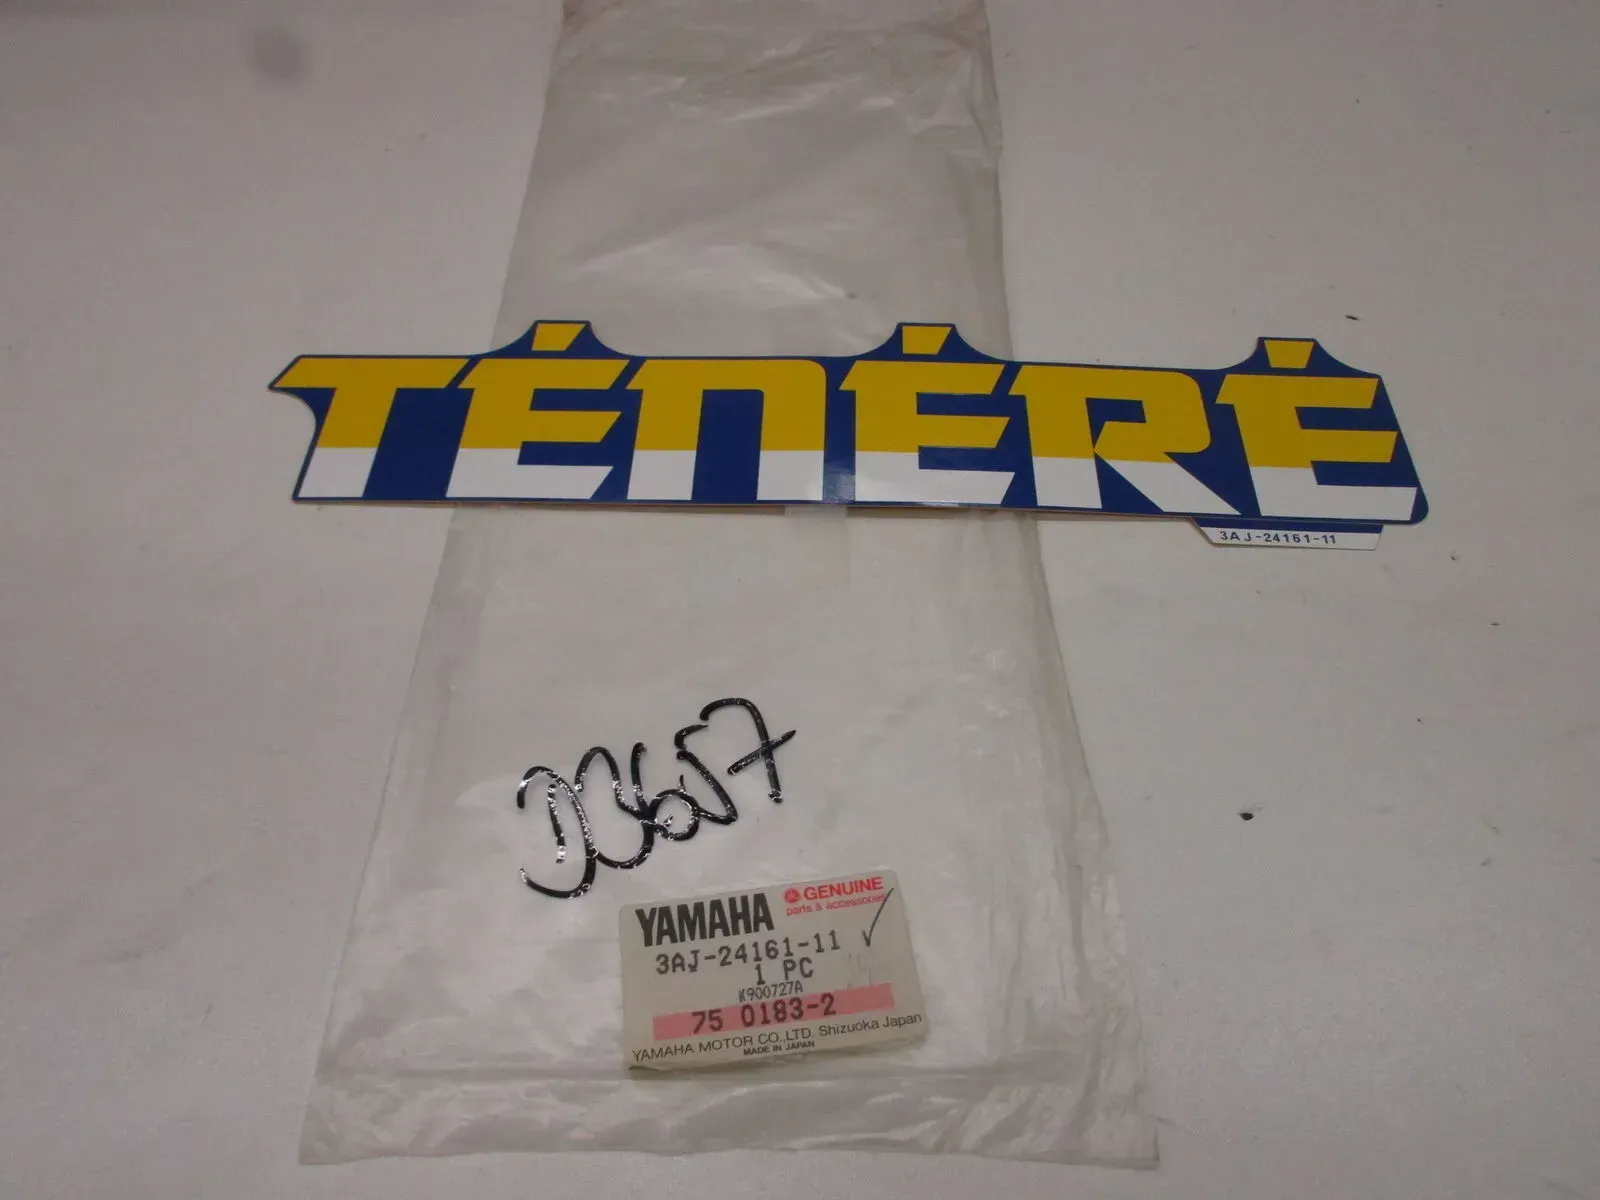 TÉNÉRÉ
3AJ-24161-11
D3657
YAMAHA
GENUINE
parts & accessories
3AJ-24161-11
1 PC
K900727A
75 0183-2
YAMAHA MOTOR CO.,LTD. Shizuoka Japan
MADE IN JAPAN